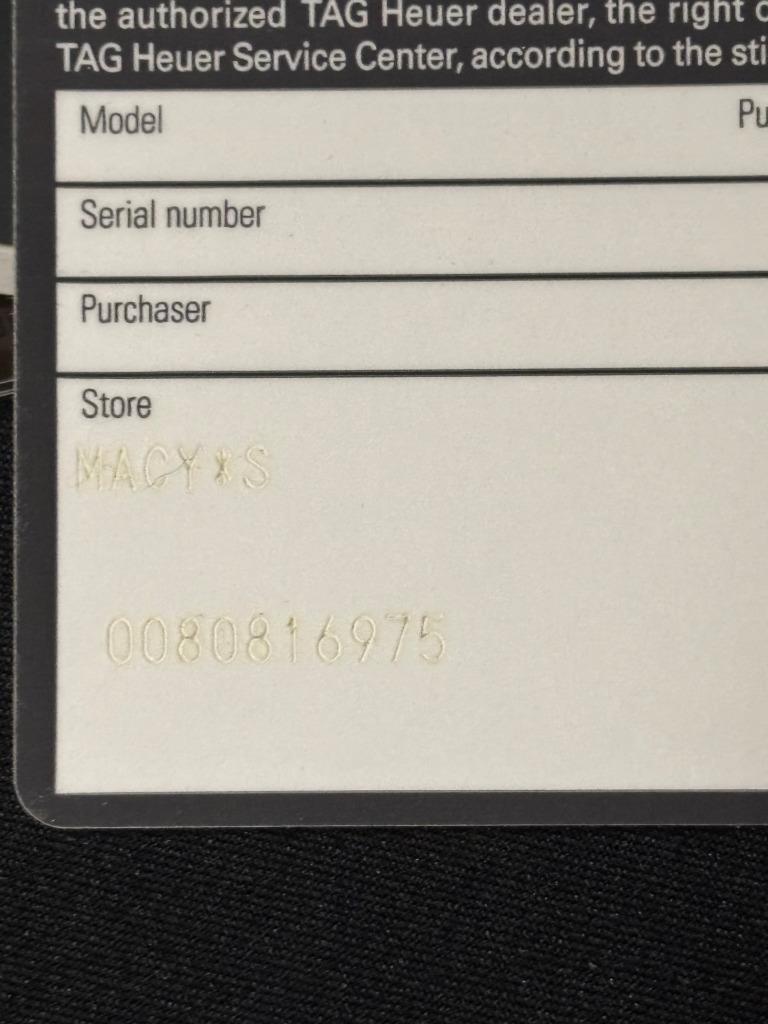 the authorized TAG Heuer dealer, the right
TAG Heuer Service Center, according to the sti
Model Pu
Serial number
Purchaser
Store
MACY*S
0080816975